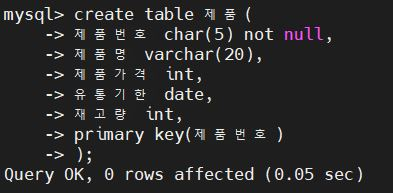 mysql> create table 제품 (
    -> 제품번호 char(5) not null,
    -> 제품명 varchar(20),
    -> 제품가격 int,
    -> 유통기한 date,
    -> 재고량 int,
    -> primary key(제품번호)
    -> );
Query OK, 0 rows affected (0.05 sec)